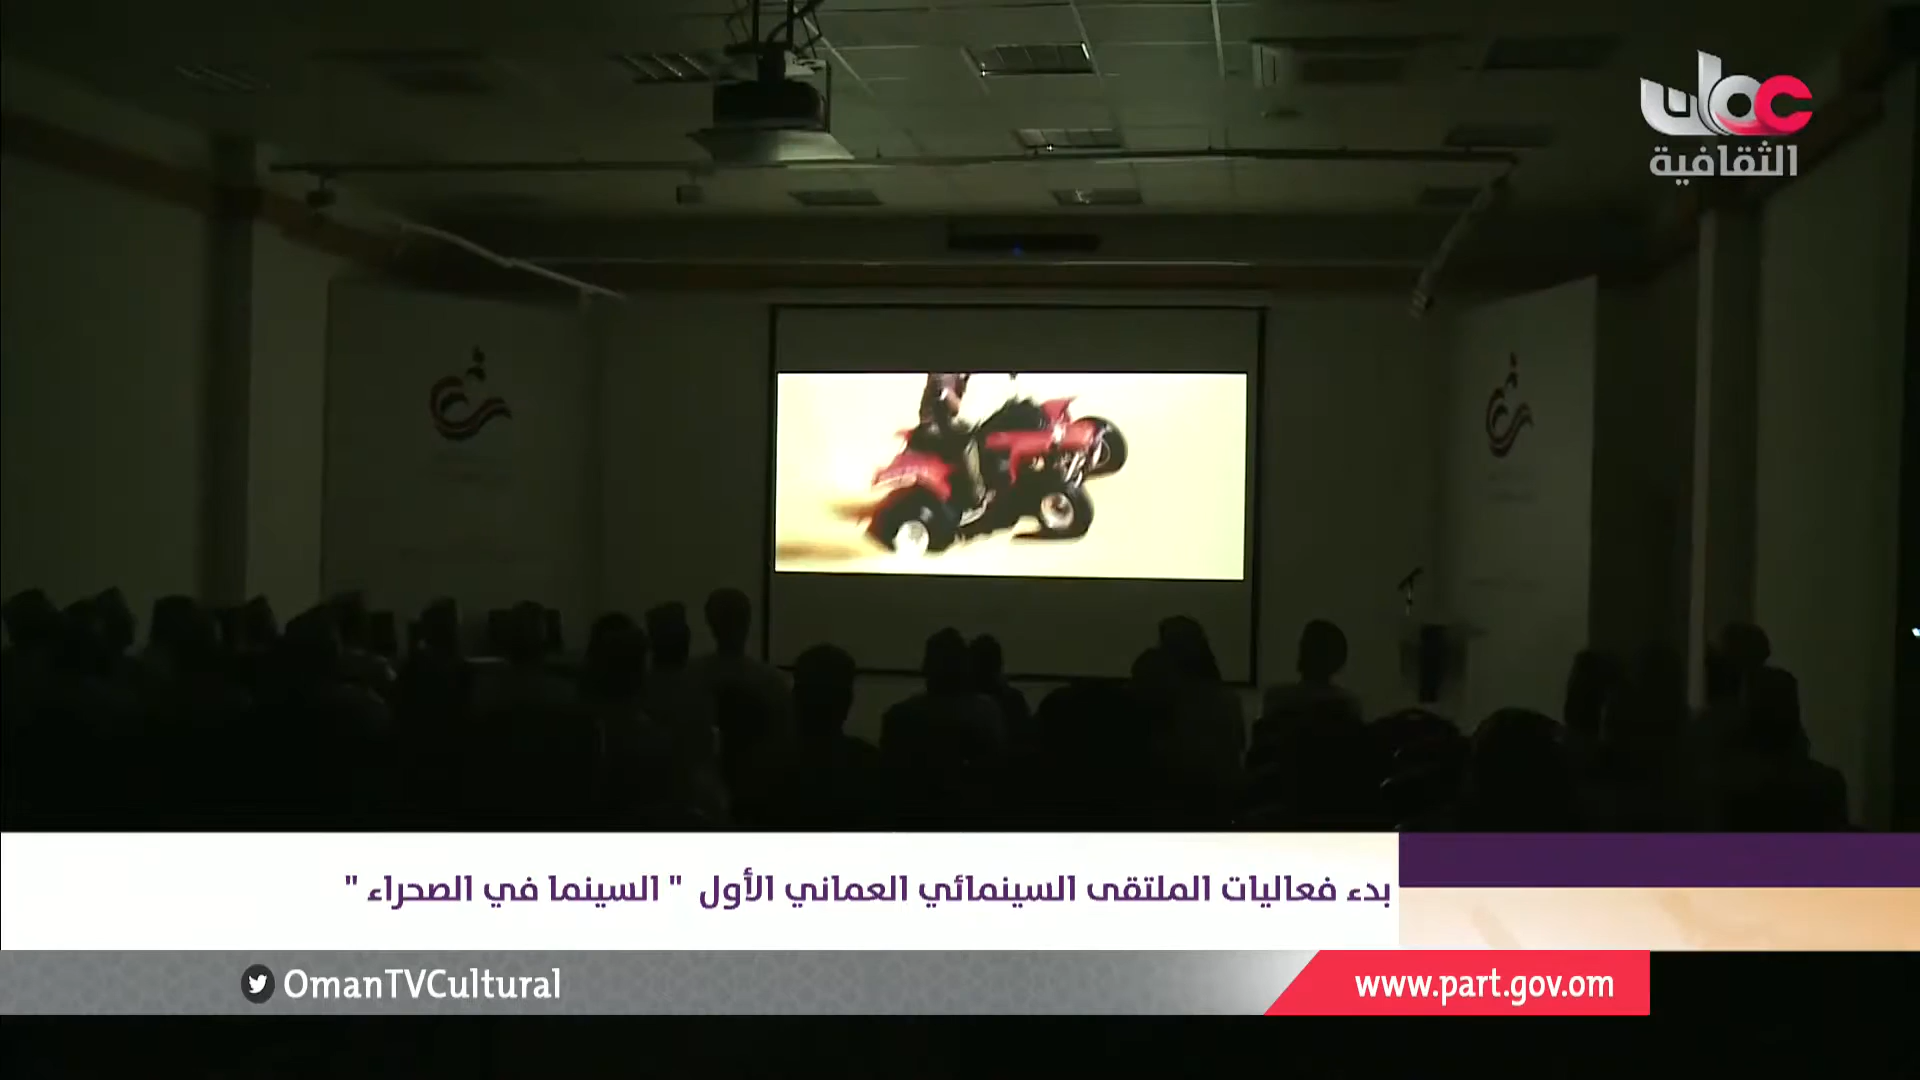 عمان
الثقافية
بدء فعاليات الملتقى السينمائي العماني الأول " السينما في الصحراء "
OmanTVCultural
www.part.gov.om